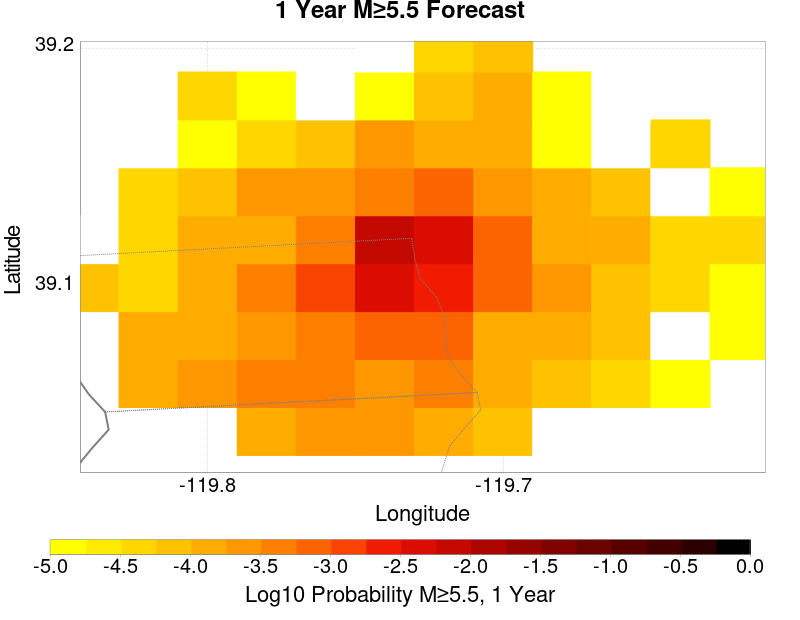 1 Year M≥5.5 Forecast
39.2
39.1
Latitude
-119.8 -119.7
Longitude
-5.0 -4.5 -4.0 -3.5 -3.0 -2.5 -2.0 -1.5 -1.0 -0.5 0.0
Log10 Probability M≥5.5, 1 Year